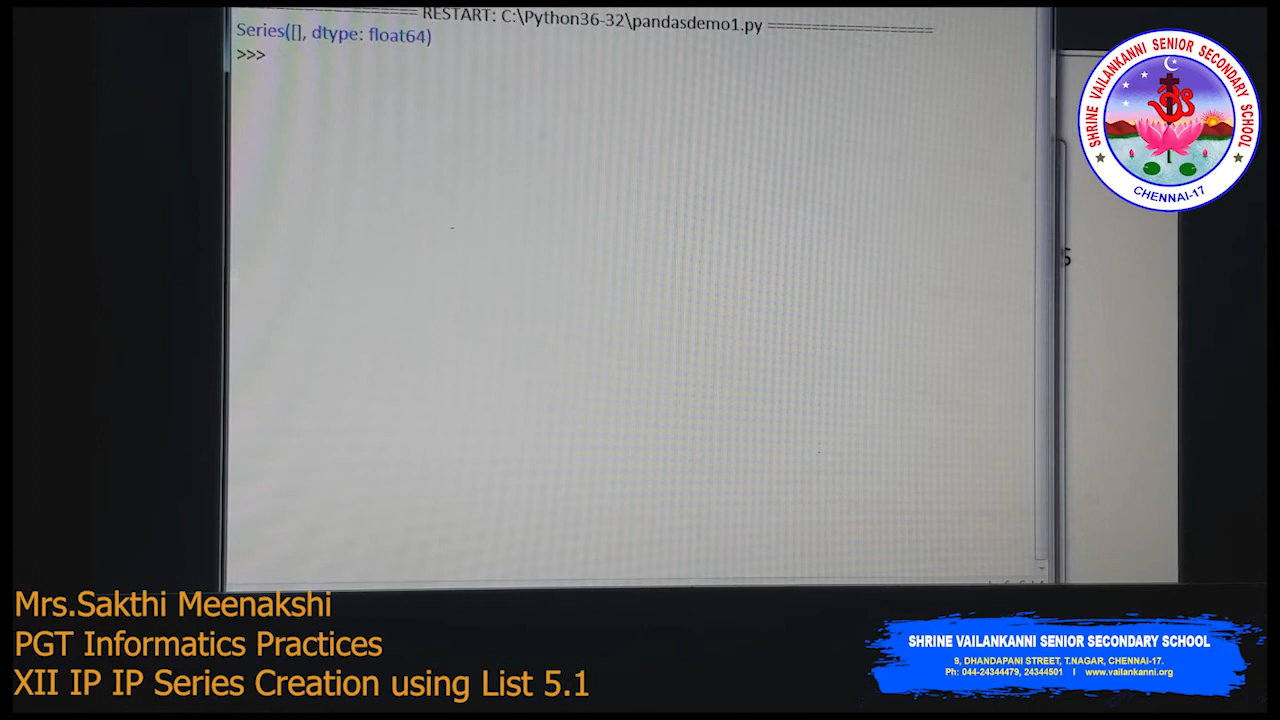 ==================== RESTART: C:\Python36-32\pandasdemo1.py ====================
Series([], dtype: float64)
>>>
SHRINE VAILANKANNI SENIOR SECONDARY SCHOOL
CHENNAI-17
Mrs.Sakthi Meenakshi
PGT Informatics Practices
XII IP IP Series Creation using List 5.1
SHRINE VAILANKANNI SENIOR SECONDARY SCHOOL
9, DHANDAPANI STREET, T.NAGAR, CHENNAI-17.
Ph: 044-24344479, 24344501 I www.vailankanni.org